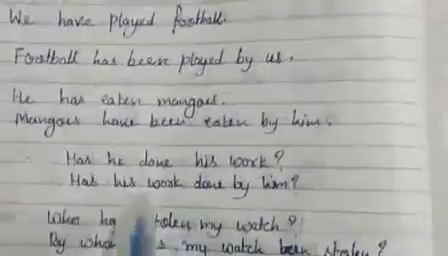 We have played football.
Football has been played by us.
He has eaten mangoes.
Mangoes have been eaten by him.
Has he done his work?
Has his work done by him?
Who my watch?
By my watch been stolen?